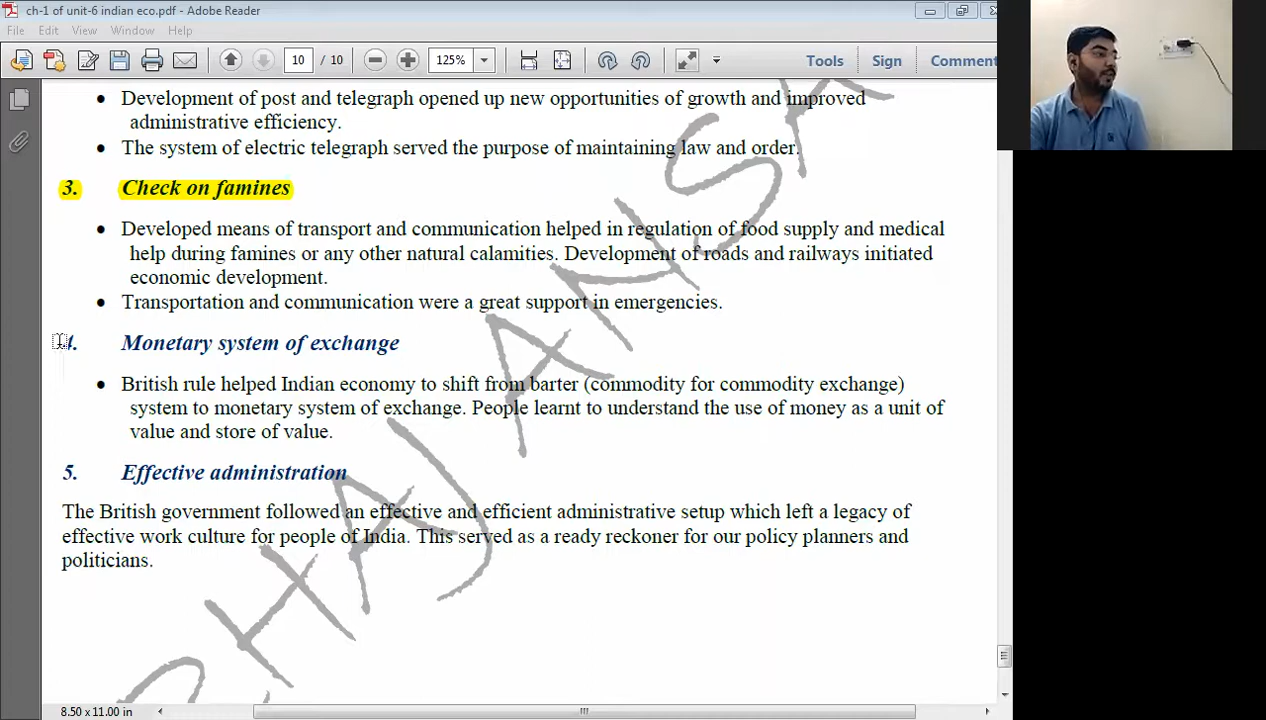 ch-1 of unit-6 indian eco.pdf - Adobe Reader
File Edit View Window Help
10 / 10 125% Tools Sign Comment
• Development of post and telegraph opened up new opportunities of growth and improved
administrative efficiency.
• The system of electric telegraph served the purpose of maintaining law and order.
3. Check on famines
• Developed means of transport and communication helped in regulation of food supply and medical
help during famines or any other natural calamities. Development of roads and railways initiated
economic development.
• Transportation and communication were a great support in emergencies.
4. Monetary system of exchange
• British rule helped Indian economy to shift from barter (commodity for commodity exchange)
system to monetary system of exchange. People learnt to understand the use of money as a unit of
value and store of value.
5. Effective administration
The British government followed an effective and efficient administrative setup which left a legacy of
effective work culture for people of India. This served as a ready reckoner for our policy planners and
politicians.
8.50 x 11.00 in